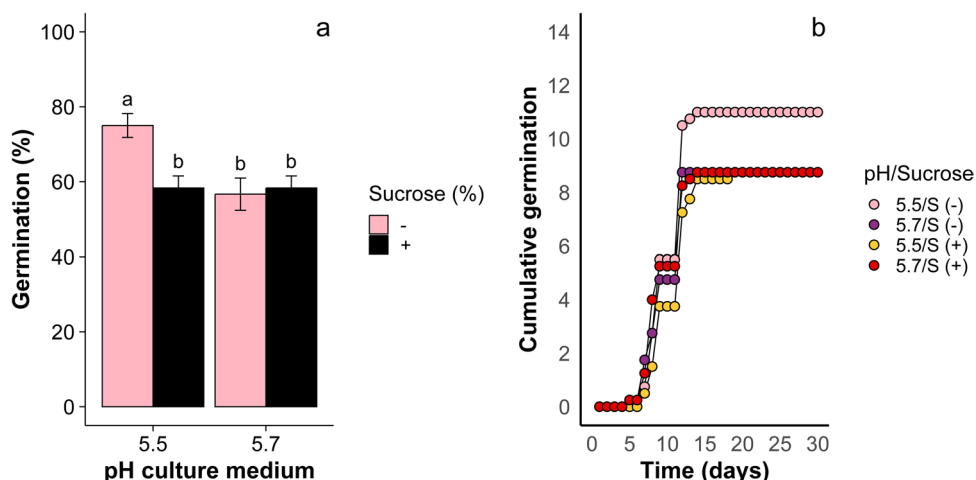 a
Germination (%)
100
80
60
40
20
0
a
b
b
b
5.5
5.7
pH culture medium
Sucrose (%)
-
+
b
Cumulative germination
14
12
10
8
6
4
2
0
0 5 10 15 20 25 30
Time (days)
pH/Sucrose
5.5/S (-)
5.7/S (-)
5.5/S (+)
5.7/S (+)